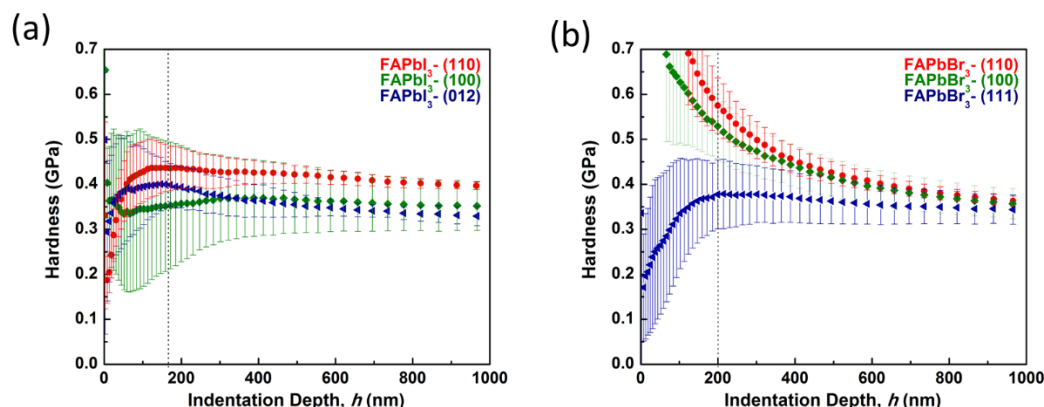 (a)
0.7
0.6
0.5
0.4
0.3
0.2
0.1
0.0
Hardness (GPa)
FAPbI3- (110)
FAPbI3- (100)
FAPbI3- (012)
0 200 400 600 800 1000
Indentation Depth, h (nm)
(b)
0.7
0.6
0.5
0.4
0.3
0.2
0.1
0.0
Hardness (GPa)
FAPbBr3- (110)
FAPbBr3- (100)
FAPbBr3- (111)
0 200 400 600 800 1000
Indentation Depth, h (nm)